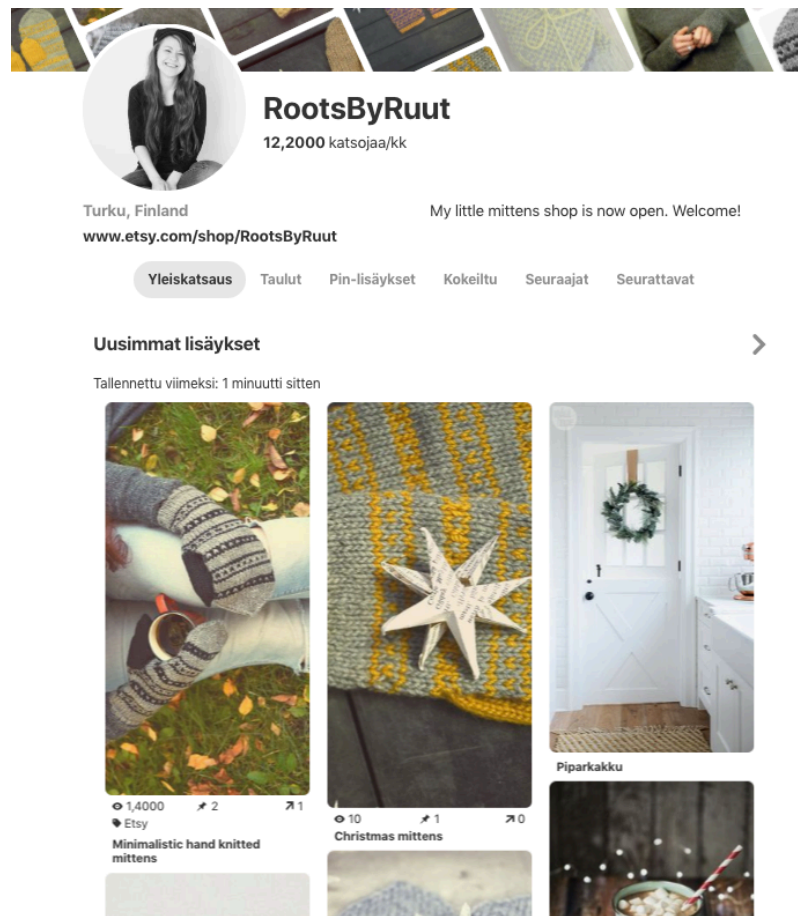 RootsByRuut
12,2000 katsojaa/kk
Turku, Finland
My little mittens shop is now open. Welcome!
www.etsy.com/shop/RootsByRuut
Yleiskatsaus
Taulut
Pin-lisäykset
Kokeiltu
Seuraajat
Seurattavat
Uusimmat lisäykset
Tallennettu viimeksi: 1 minuutti sitten
1,4000 2 1
Etsy
Minimalistic hand knitted
mittens
10 1 0
Christmas mittens
Piparkakku